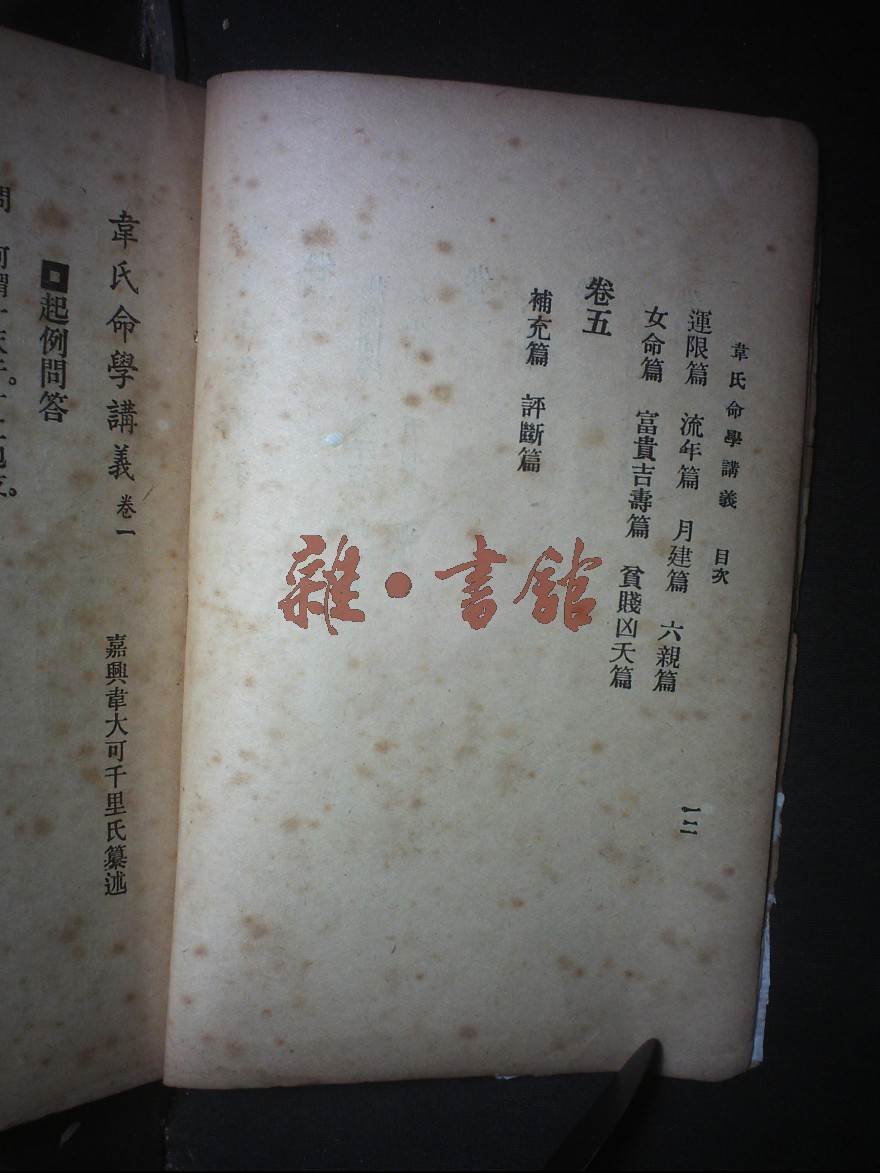 韋氏命學講義 目次
一二
運限篇 流年篇 月建篇 六親篇
女命篇 富貴吉壽篇 貧賤凶夭篇
卷五
補充篇 評斷篇
雜•書館
韋氏命學講義 卷一
嘉興韋大可千里氏纂述
起例問答
問